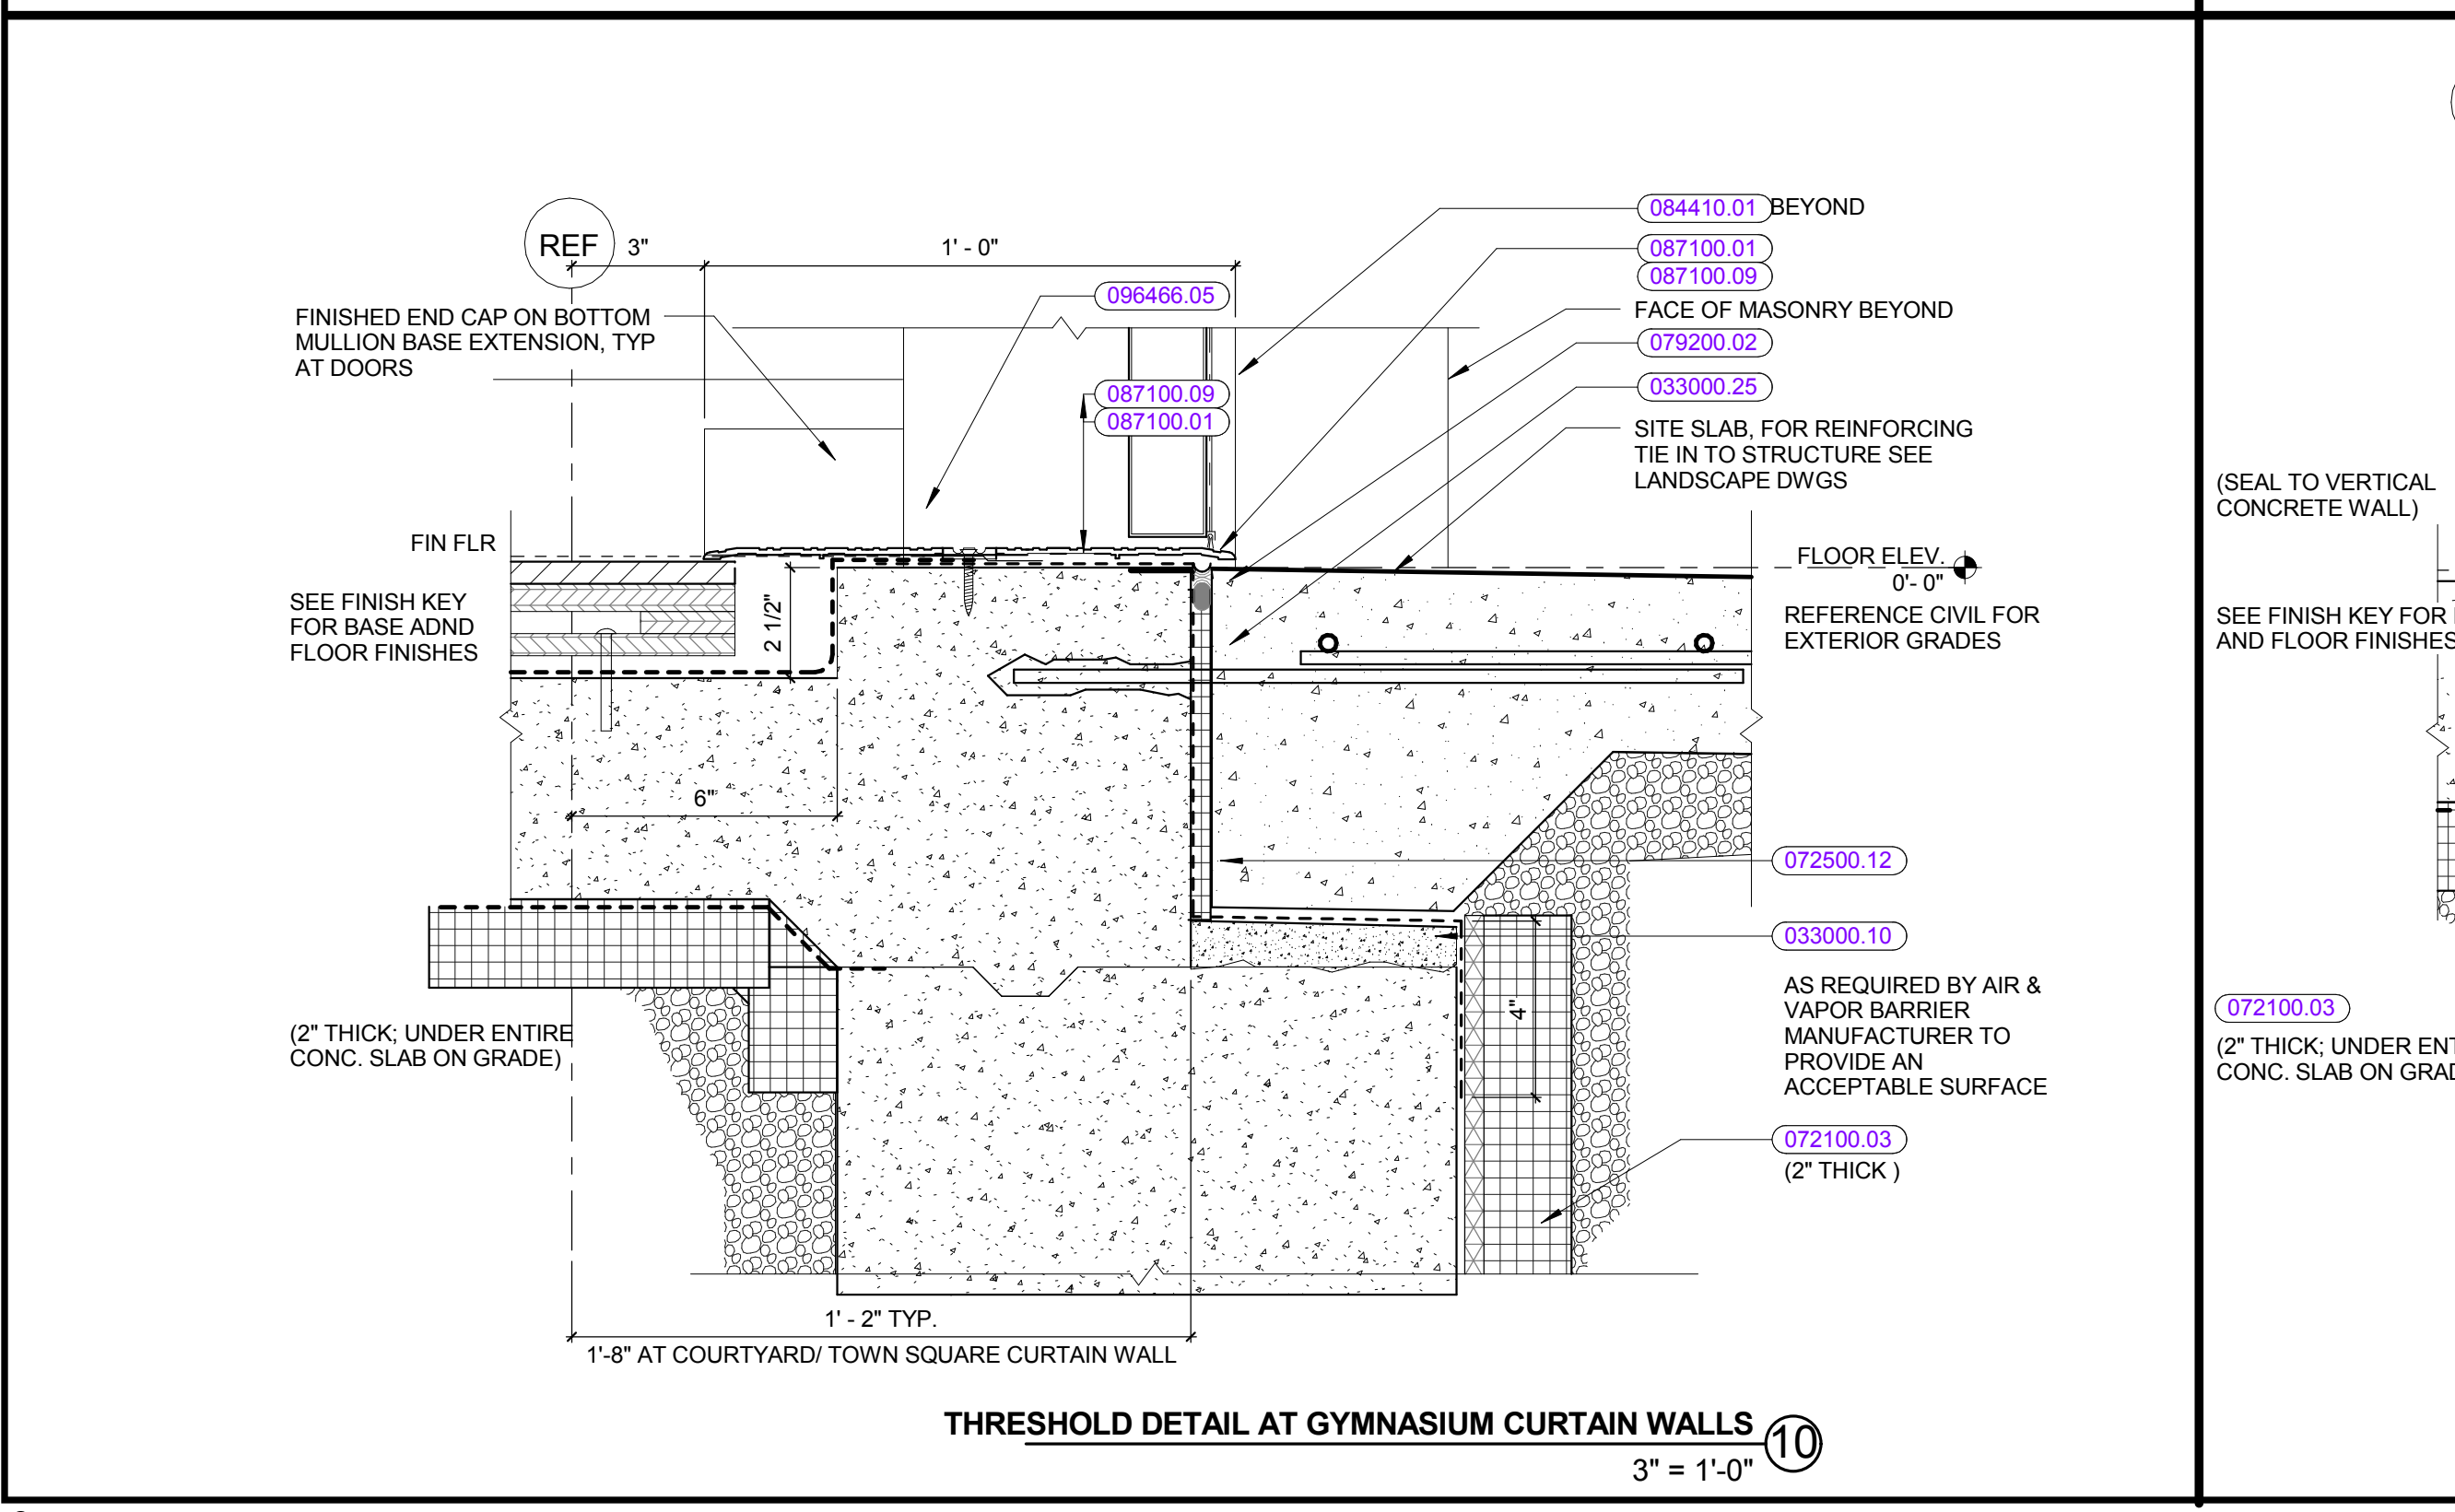 REF
3"
1' - 0"
FINISHED END CAP ON BOTTOM
MULLION BASE EXTENSION, TYP
AT DOORS
096466.05
087100.09
087100.01
084410.01 BEYOND
087100.01
087100.09
FACE OF MASONRY BEYOND
079200.02
033000.25
SITE SLAB, FOR REINFORCING
TIE IN TO STRUCTURE SEE
LANDSCAPE DWGS
FIN FLR
FLOOR ELEV.
0'- 0"
REFERENCE CIVIL FOR
EXTERIOR GRADES
SEE FINISH KEY
FOR BASE ADND
FLOOR FINISHES
2 1/2"
6"
072500.12
033000.10
AS REQUIRED BY AIR &
VAPOR BARRIER
MANUFACTURER TO
PROVIDE AN
ACCEPTABLE SURFACE
4"
(2" THICK; UNDER ENTIRE
CONC. SLAB ON GRADE)
072100.03
(2" THICK )
1' - 2" TYP.
1'-8" AT COURTYARD/ TOWN SQUARE CURTAIN WALL
THRESHOLD DETAIL AT GYMNASIUM CURTAIN WALLS
10
3" = 1'-0"
(SEAL TO VERTICAL
CONCRETE WALL)
SEE FINISH KEY FOR
AND FLOOR FINISHES
072100.03
(2" THICK; UNDER
CONC. SLAB ON